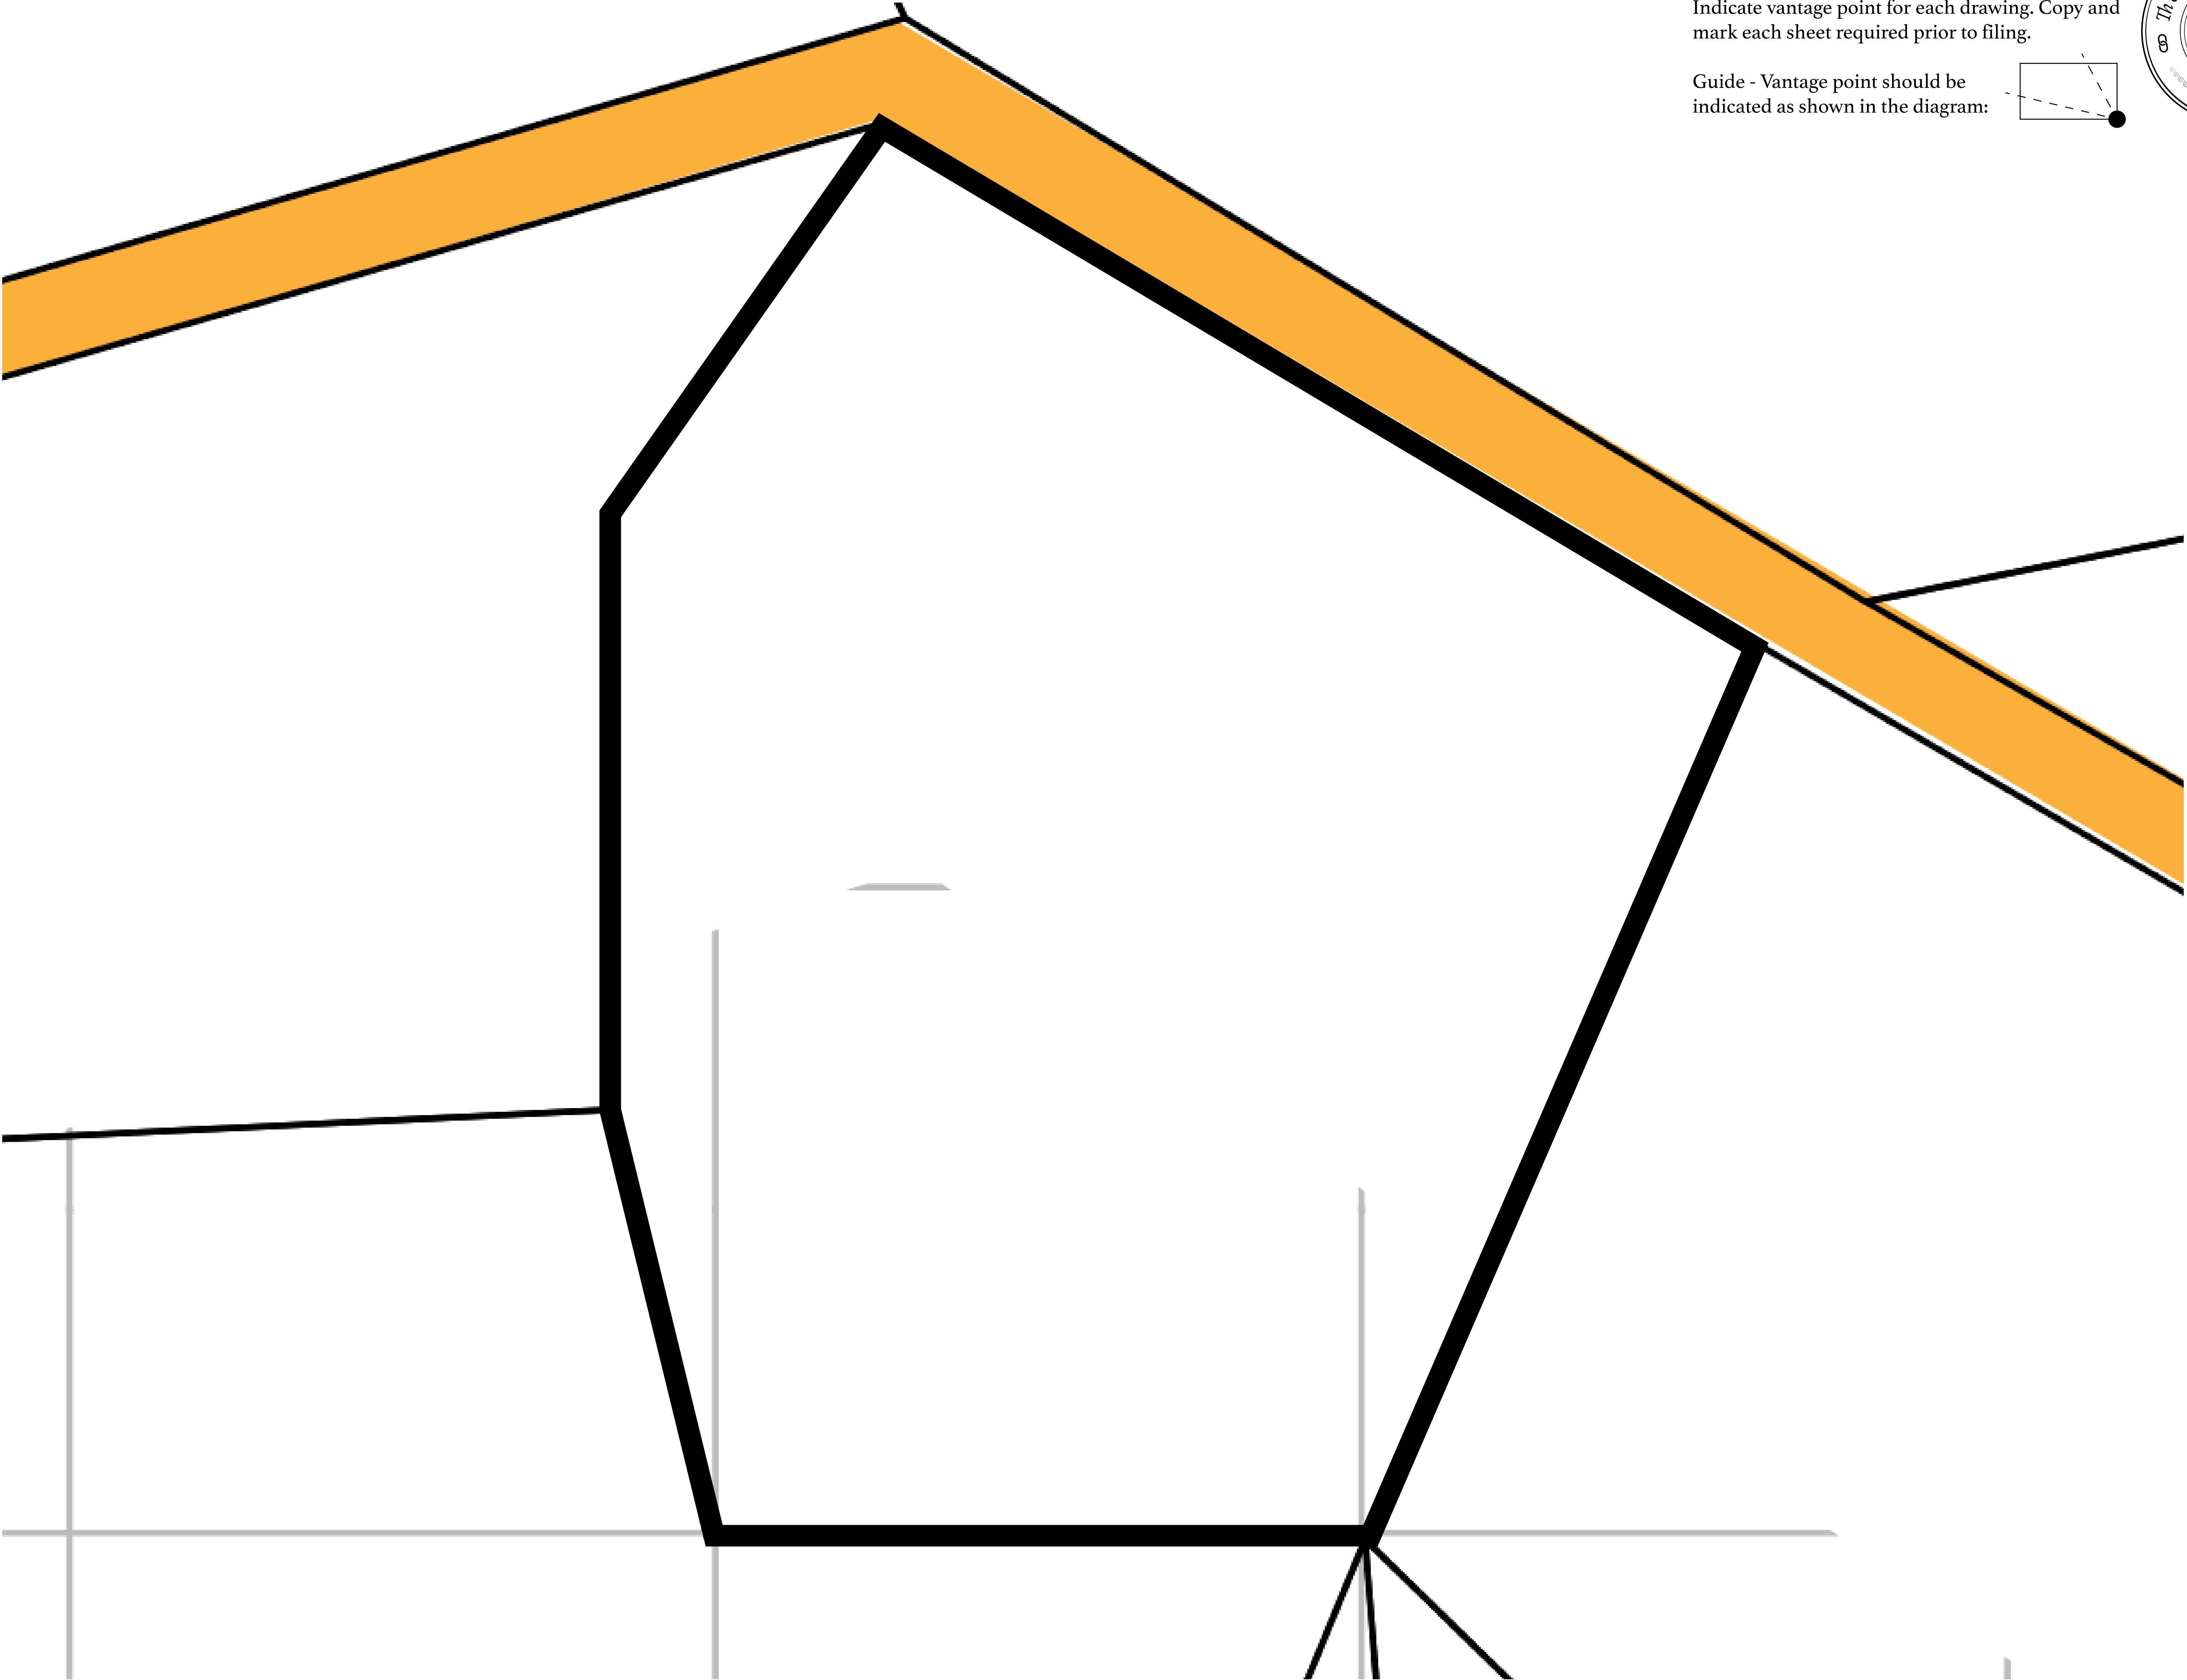 Indicate vantage point for each drawing. Copy and
mark each sheet required prior to filing.
Guide - Vantage point should be
indicated as shown in the diagram: